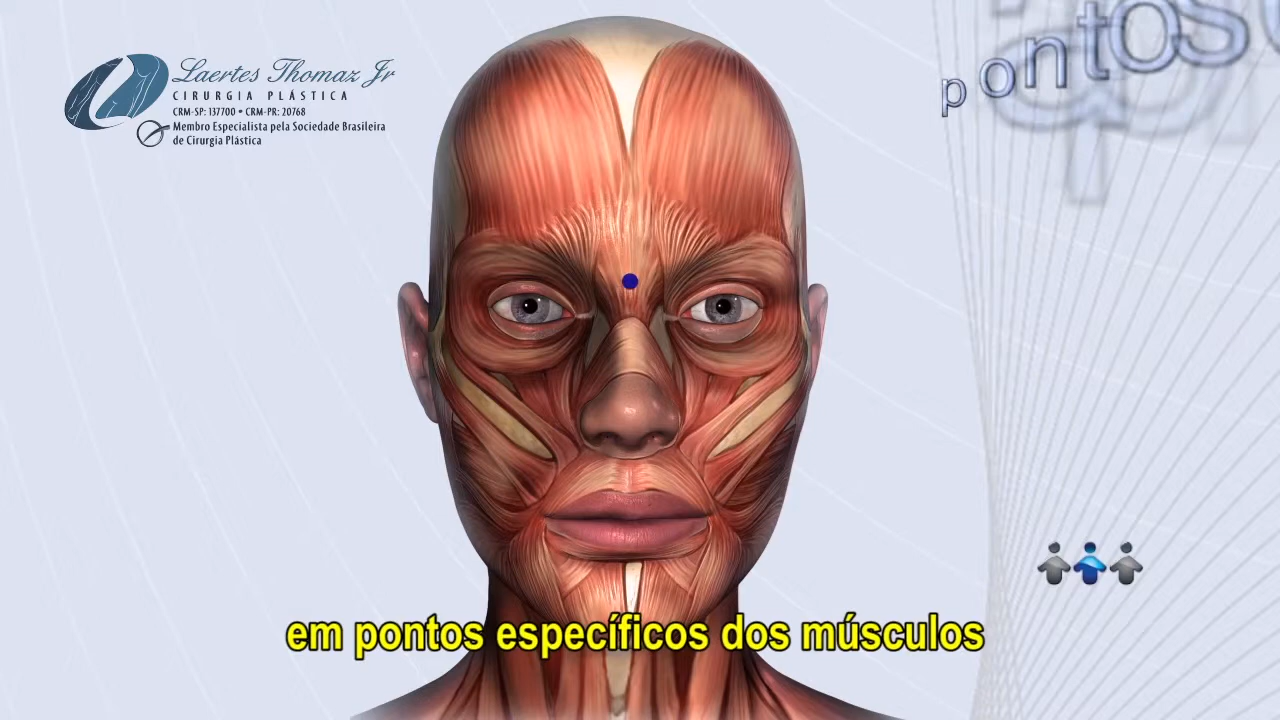 Laertes Thomaz Jr
CIRURGIA PLÁSTICA
CRM-SP: 137700 • CRM-PR: 20768
Membro Especialista pela Sociedade Brasileira
de Cirurgia Plástica
pontos
em pontos específicos dos músculos